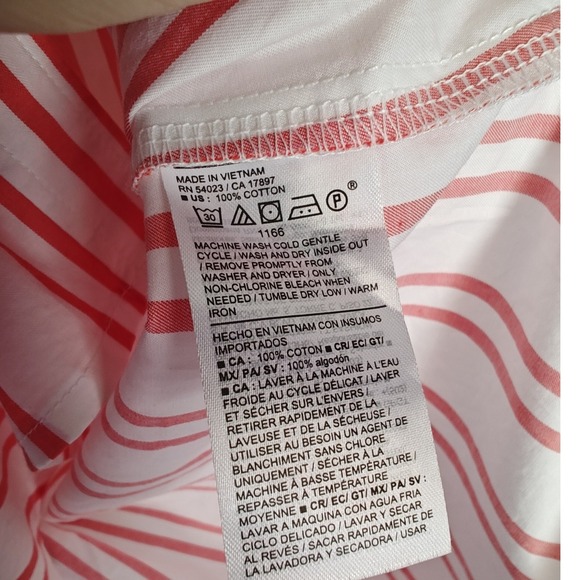 MADE IN VIETNAM
RN 54023 / CA 17897
■ US : 100% COTTON
30 P ®
1166
MACHINE WASH COLD GENTLE
CYCLE / WASH AND DRY INSIDE OUT
/ REMOVE PROMPTLY FROM
WASHER AND DRYER / ONLY
NON-CHLORINE BLEACH WHEN
NEEDED / TUMBLE DRY LOW / WARM
IRON
HECHO EN VIETNAM CON INSUMOS
IMPORTADOS
■ CA : 100% COTON ■ CR/EC/GT/
MX/PA/SV : 100% algodón
■ CA : LAVER À LA MACHINE À L'EAU
FROIDE AU CYCLE DÉLICAT / LAVER
ET SÉCHER SUR L'ENVERS /
RETIRER RAPIDEMENT DE LA
LAVEUSE ET DE LA SÉCHEUSE /
UTILISER AU BESOIN UN AGENT DE
BLANCHIMENT SANS CHLORE
UNIQUEMENT / SÉCHER À LA
MACHINE À BASSE TEMPÉRATURE /
REPASSER À TEMPÉRATURE
MOYENNE ■ CR/EC/GT/MX/PA/SV :
LAVAR A MAQUINA CON AGUA FRIA
CICLO DELICADO / LAVAR Y SECAR
AL REVÉS / SACAR RAPIDAMENTE DE
LA LAVADORA Y SECADORA / USAR